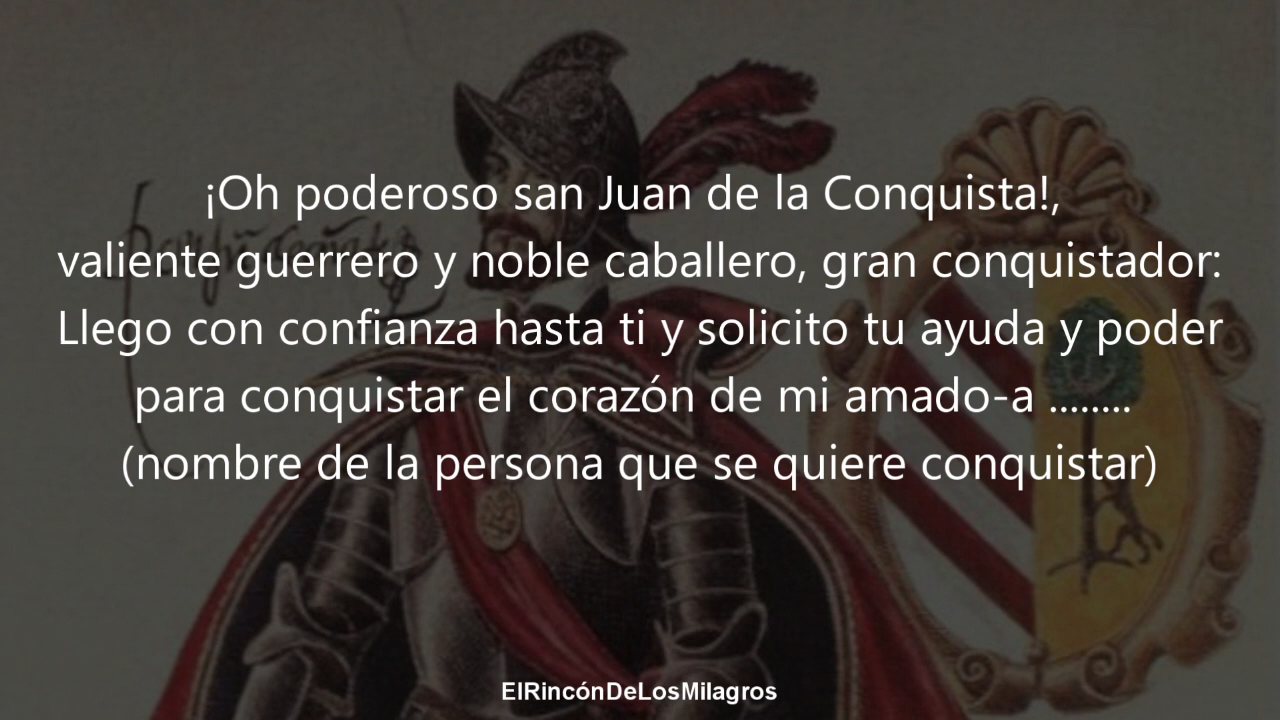 ¡Oh poderoso san Juan de la Conquista!,
valiente guerrero y noble caballero, gran conquistador:
Llego con confianza hasta ti y solicito tu ayuda y poder
para conquistar el corazón de mi amado-a ........
(nombre de la persona que se quiere conquistar)
ElRincónDeLosMilagros